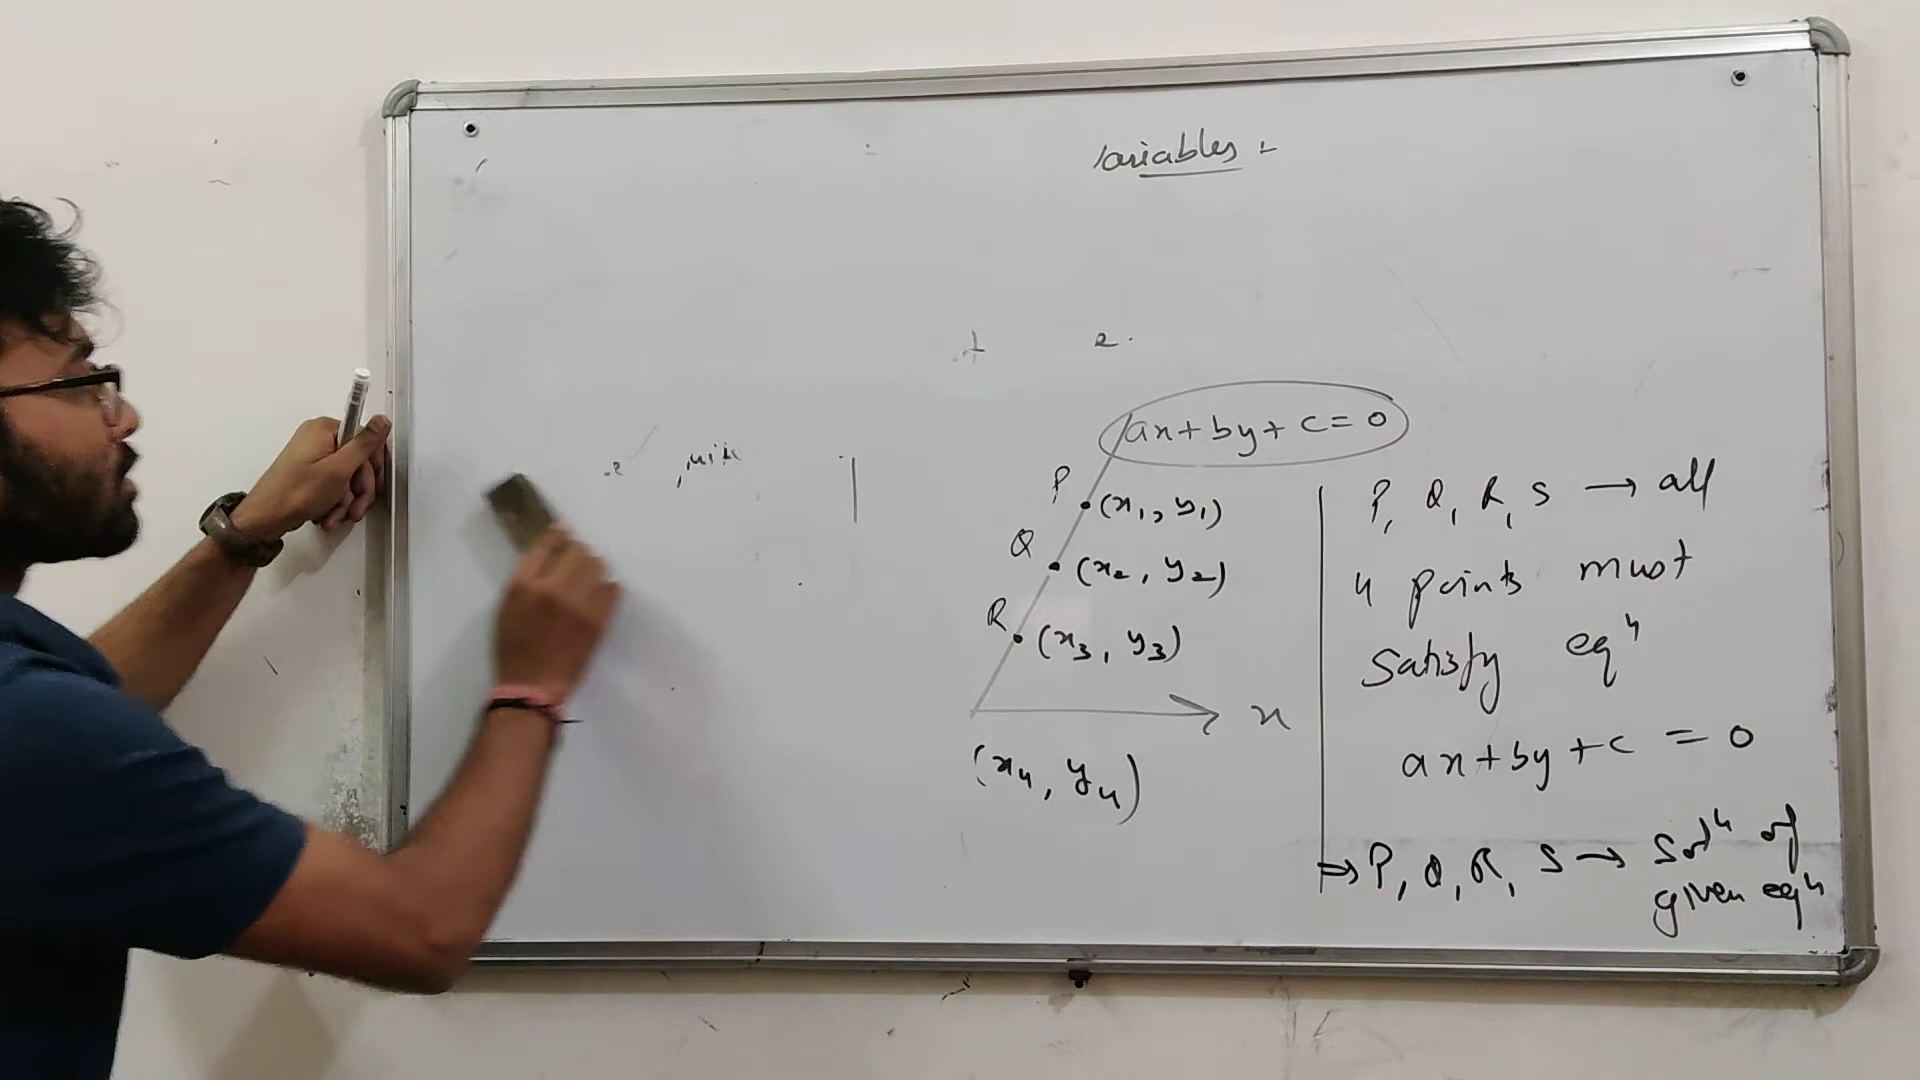 variables :-
ax+by+c=0
P (x₁, y₁)
Q (x₂, y₂)
R (x₃, y₃)
x
(x₄, y₄)
P, Q, R, S → all
4 points must
satisfy eqⁿ
ax+by+c = 0
⇒ P, Q, R, S → solⁿ of
given eqⁿ